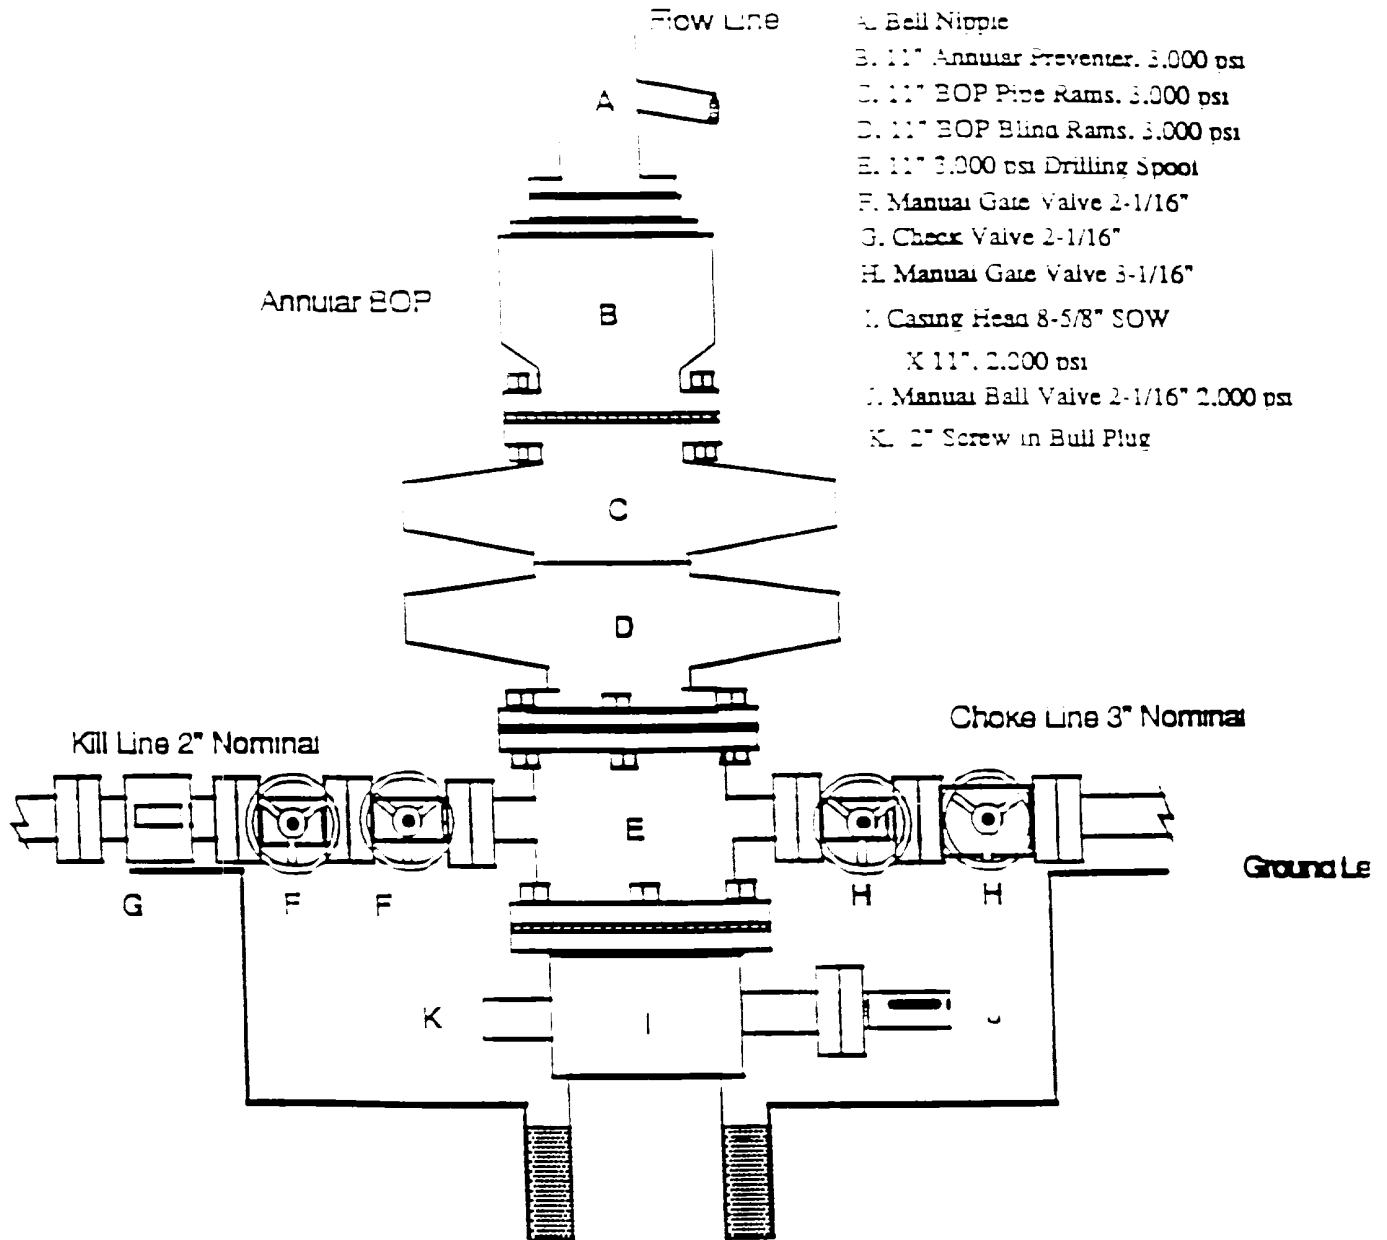 Flow Line
A. Bell Nipple
B. 11" Annular Preventer. 3.000 psi
C. 11" BOP Pipe Rams. 3.000 psi
D. 11" BOP Blind Rams. 3.000 psi
E. 11" 3.000 psi Drilling Spool
F. Manual Gate Valve 2-1/16"
G. Check Valve 2-1/16"
H. Manual Gate Valve 3-1/16"
I. Casing Head 8-5/8" SOW
X 11". 2.000 psi
J. Manual Ball Valve 2-1/16" 2.000 psi
K. 2" Screw in Bull Plug
A
Annular BOP
B
C
D
Kill Line 2" Nominal
Choke Line 3" Nominal
E
Ground Le
G
F
F
H
H
K
I
J